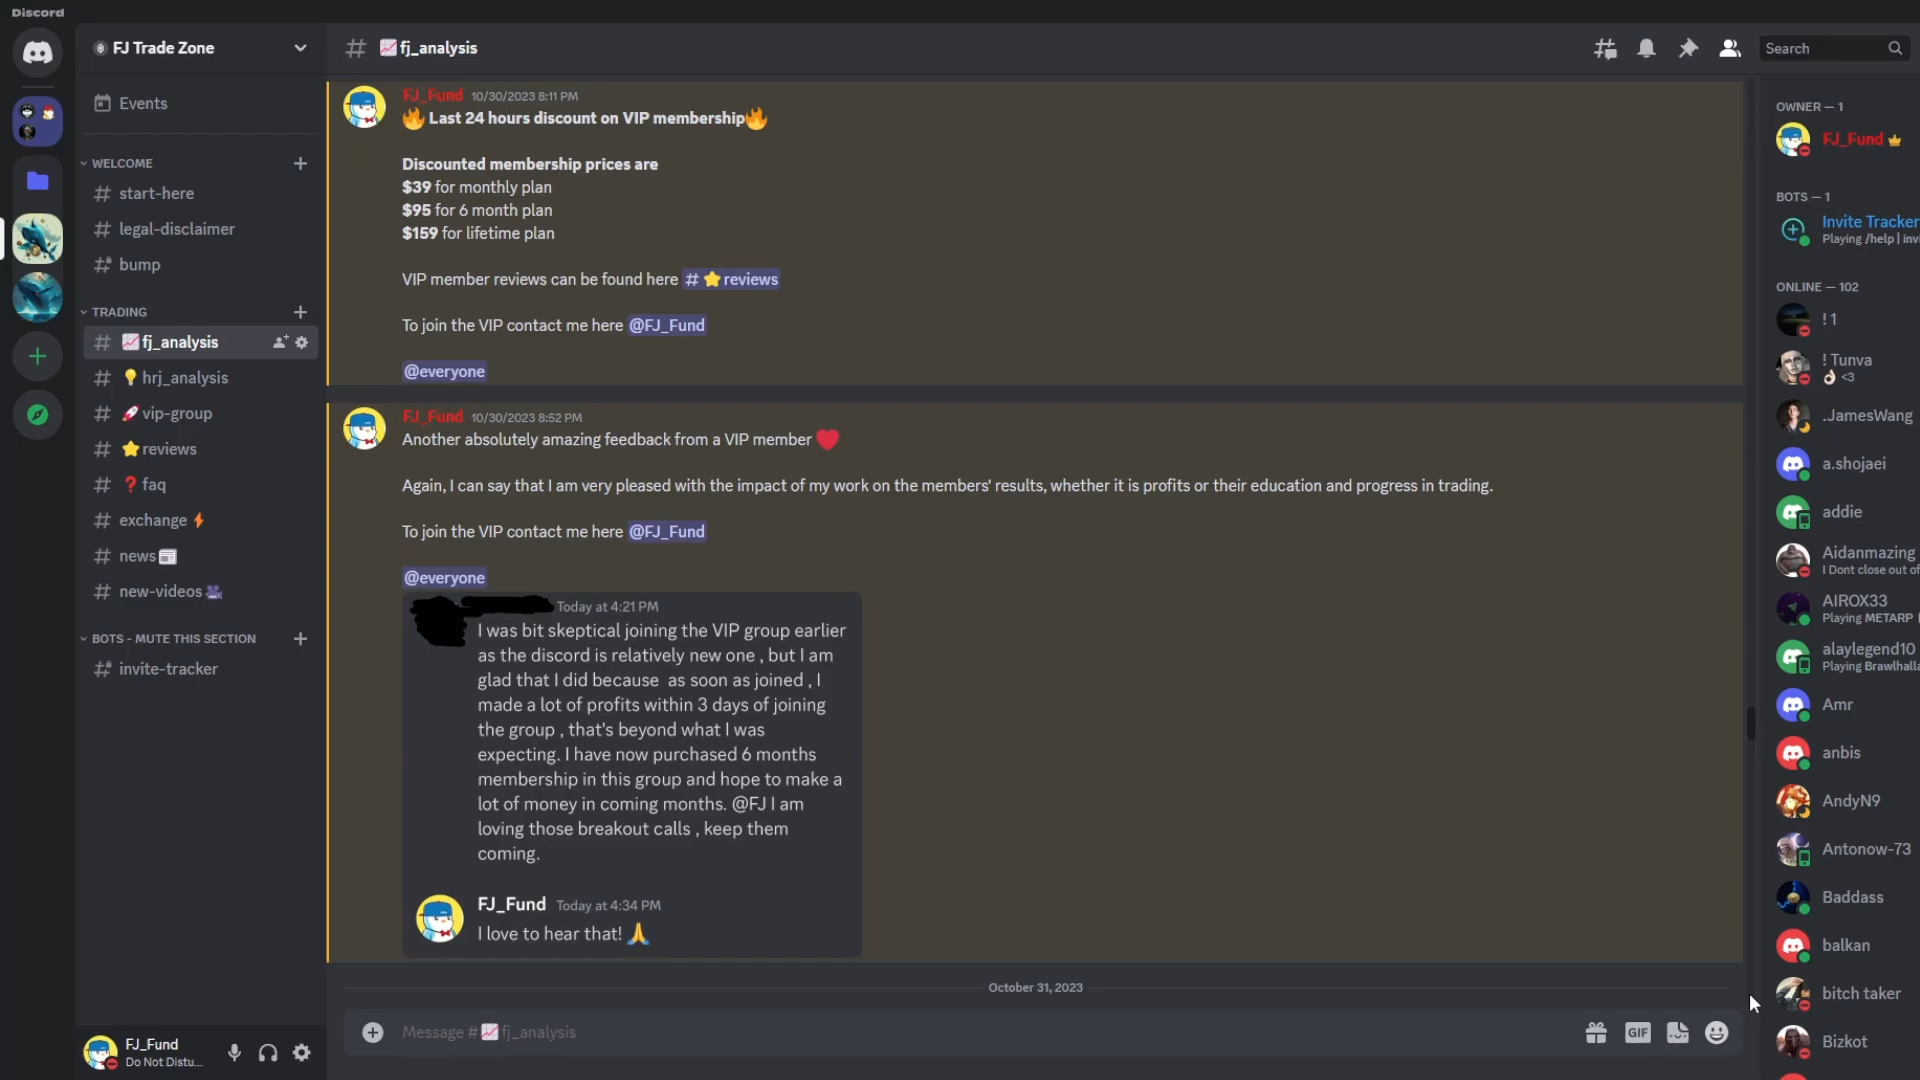 Discord
FJ Trade Zone
Events
WELCOME
start-here
legal-disclaimer
bump
TRADING
fj_analysis
hrj_analysis
vip-group
reviews
faq
exchange
news
new-videos
BOTS - MUTE THIS SECTION
invite-tracker
FJ_Fund
Do Not Distu...
fj_analysis
Search
FJ_Fund 10/30/2023 8:11 PM
🔥 Last 24 hours discount on VIP membership🔥
Discounted membership prices are
$39 for monthly plan
$95 for 6 month plan
$159 for lifetime plan
VIP member reviews can be found here # ⭐reviews
To join the VIP contact me here @FJ_Fund
@everyone
FJ_Fund 10/30/2023 8:52 PM
Another absolutely amazing feedback from a VIP member ❤️
Again, I can say that I am very pleased with the impact of my work on the members' results, whether it is profits or their education and progress in trading.
To join the VIP contact me here @FJ_Fund
@everyone
Today at 4:21 PM
I was bit skeptical joining the VIP group earlier
as the discord is relatively new one , but I am
glad that I did because as soon as joined , I
made a lot of profits within 3 days of joining
the group , that's beyond what I was
expecting. I have now purchased 6 months
membership in this group and hope to make a
lot of money in coming months. @FJ I am
loving those breakout calls , keep them
coming.
FJ_Fund Today at 4:34 PM
I love to hear that! 🙏
October 31, 2023
Message # 📈fj_analysis
GIF
OWNER — 1
FJ_Fund
BOTS — 1
Invite Tracker
Playing /help | invi
ONLINE — 102
! 1
! Tunva
👌🏻 <3
.JamesWang
a.shojaei
addie
Aidanmazing
I Dont close out of
AIROX33
Playing METARP |
alaylegend10
Playing Brawlhalla
Amr
anbis
AndyN9
Antonow-73
Baddass
balkan
bitch taker
Bizkot